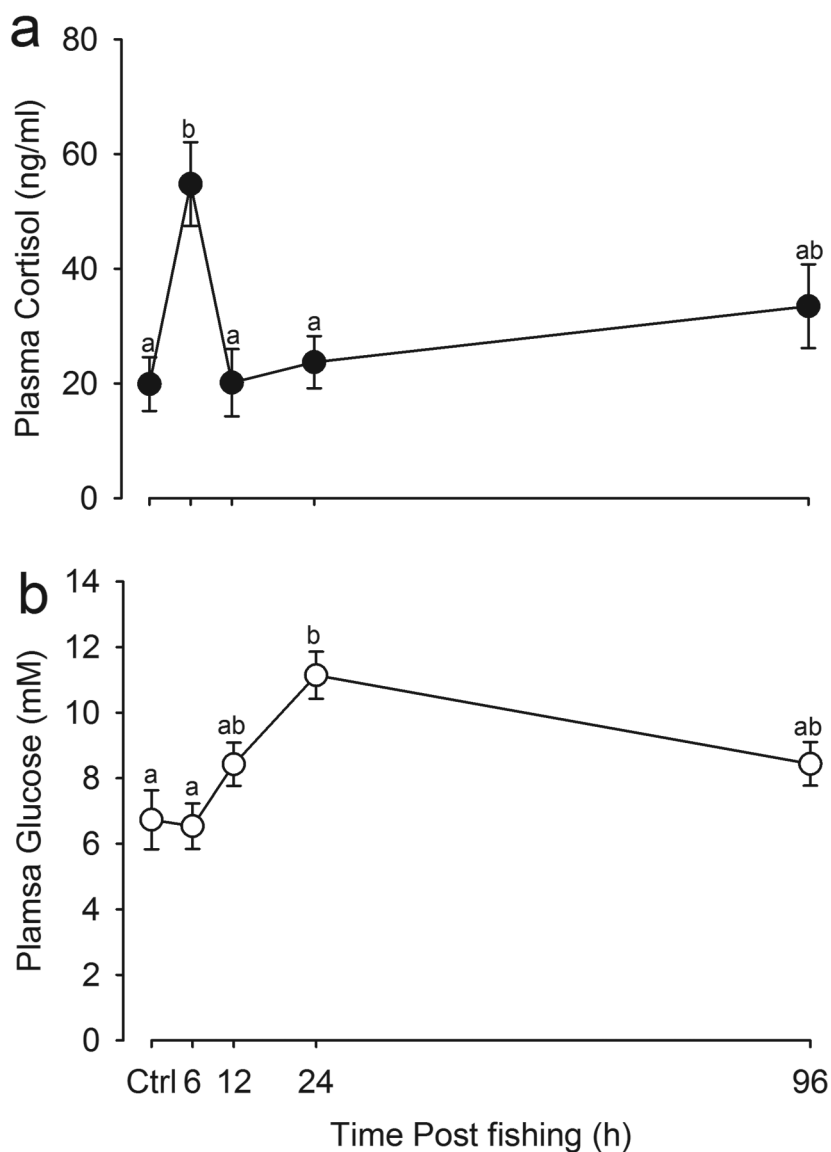 a
80
60
40
20
0
Plasma Cortisol (ng/ml)
a
b
a
a
ab
b
14
12
10
8
6
4
2
0
Plamsa Glucose (mM)
a
a
ab
b
ab
Ctrl 6 12 24 96
Time Post fishing (h)